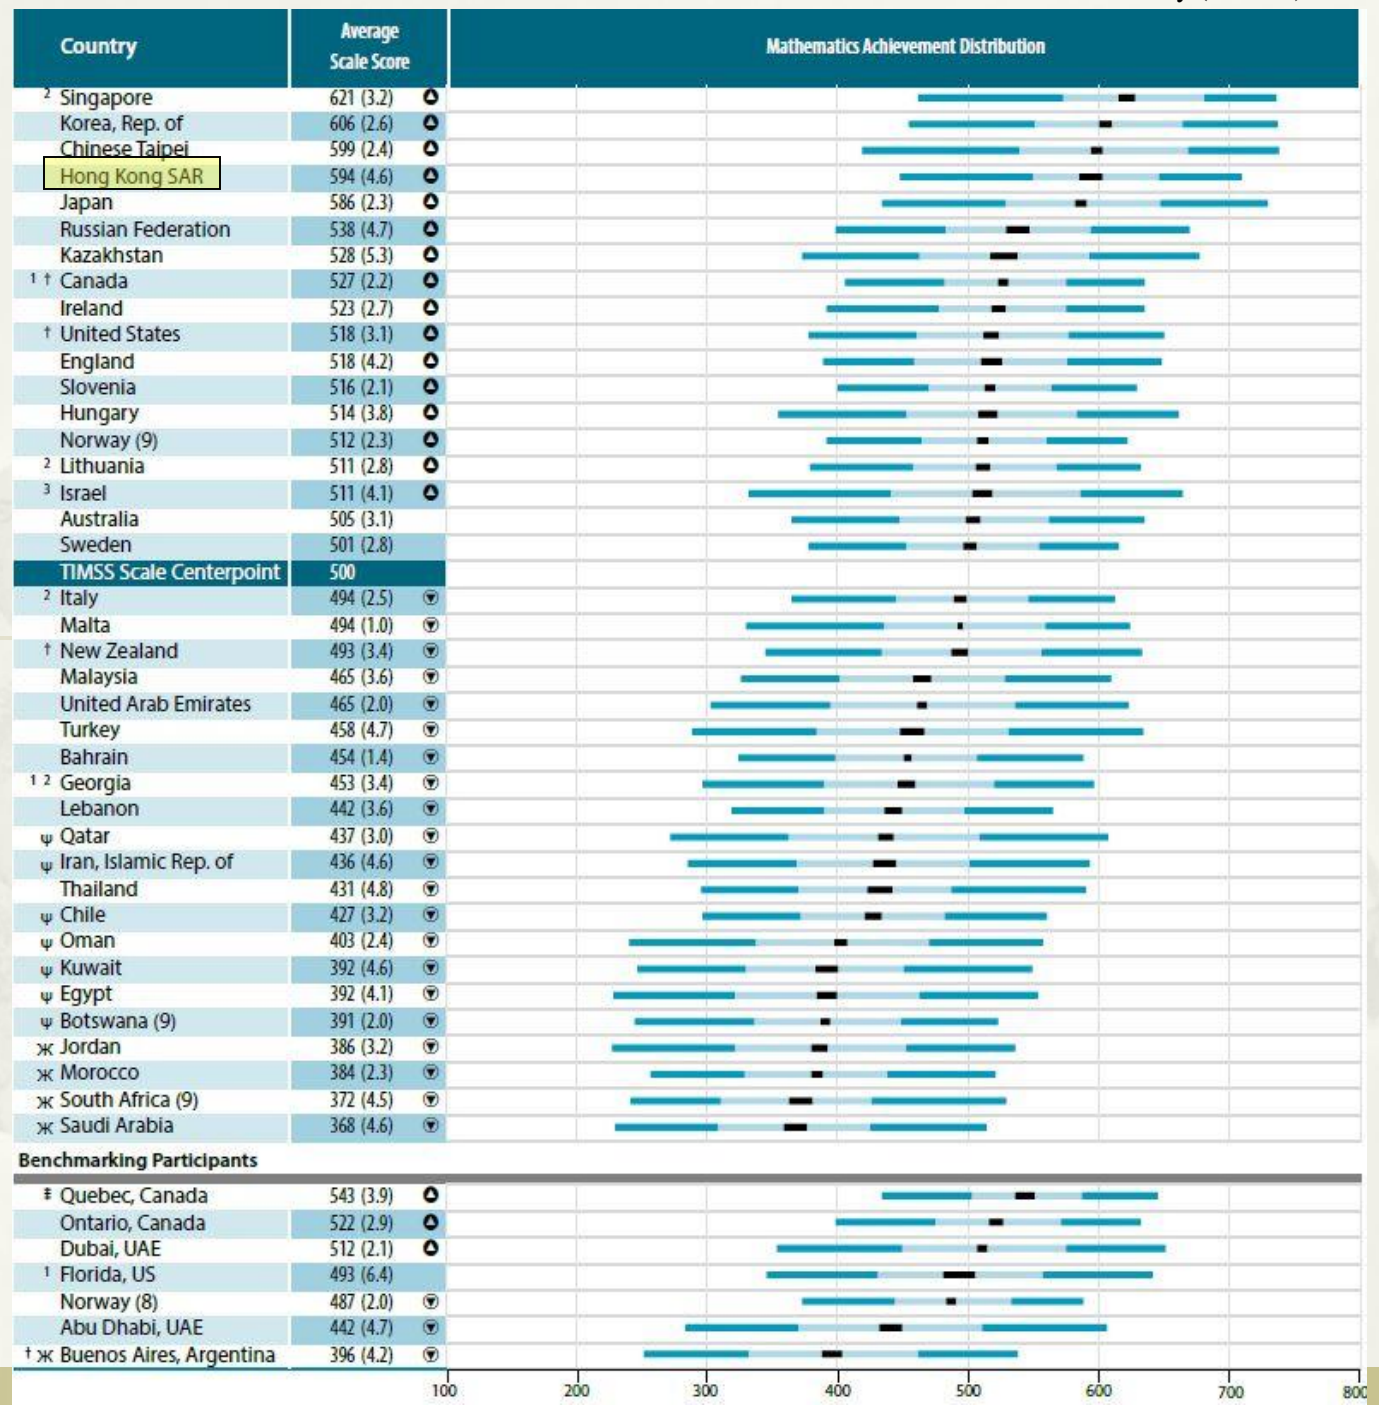 Country Average Scale Score Mathematics Achievement Distribution
² Singapore 621 (3.2)
Korea, Rep. of 606 (2.6)
Chinese Taipei 599 (2.4)
Hong Kong SAR 594 (4.6)
Japan 586 (2.3)
Russian Federation 538 (4.7)
Kazakhstan 528 (5.3)
¹ † Canada 527 (2.2)
Ireland 523 (2.7)
† United States 518 (3.1)
England 518 (4.2)
Slovenia 516 (2.1)
Hungary 514 (3.8)
Norway (9) 512 (2.3)
² Lithuania 511 (2.8)
³ Israel 511 (4.1)
Australia 505 (3.1)
Sweden 501 (2.8)
TIMSS Scale Centerpoint 500
² Italy 494 (2.5)
Malta 494 (1.0)
† New Zealand 493 (3.4)
Malaysia 465 (3.6)
United Arab Emirates 465 (2.0)
Turkey 458 (4.7)
Bahrain 454 (1.4)
¹ ² Georgia 453 (3.4)
Lebanon 442 (3.6)
ψ Qatar 437 (3.0)
ψ Iran, Islamic Rep. of 436 (4.6)
Thailand 431 (4.8)
ψ Chile 427 (3.2)
ψ Oman 403 (2.4)
ψ Kuwait 392 (4.6)
ψ Egypt 392 (4.1)
ψ Botswana (9) 391 (2.0)
Ж Jordan 386 (3.2)
Ж Morocco 384 (2.3)
Ж South Africa (9) 372 (4.5)
Ж Saudi Arabia 368 (4.6)
Benchmarking Participants
‡ Quebec, Canada 543 (3.9)
Ontario, Canada 522 (2.9)
Dubai, UAE 512 (2.1)
¹ Florida, US 493 (6.4)
Norway (8) 487 (2.0)
Abu Dhabi, UAE 442 (4.7)
† Ж Buenos Aires, Argentina 396 (4.2)
100 200 300 400 500 600 700 800